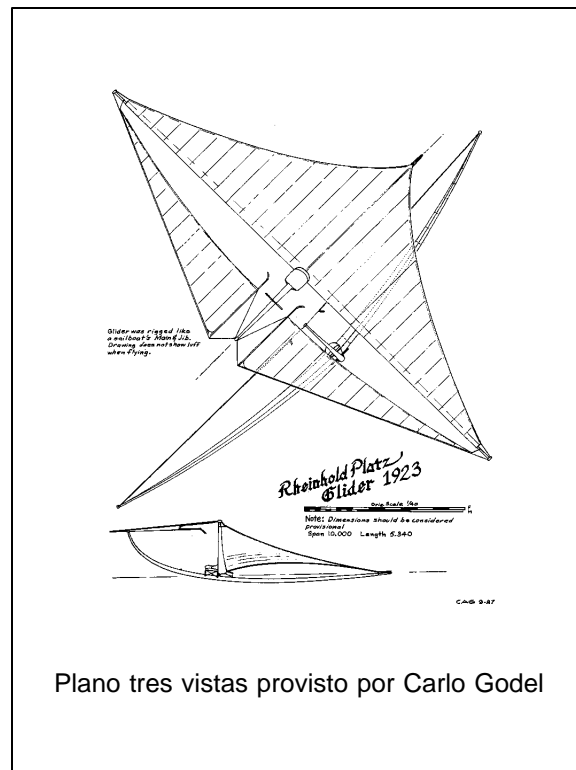 Glider was rigged like
a sailboat's Main & Jib.
Drawing does not show luff
when flying.
Rheinhold Platz
Glider 1923
Orig. Scale 1/40
F
M
Note: Dimensions should be considered
provisional
Span 10.000 Length 5.340
CAG 9-87
Plano tres vistas provisto por Carlo Godel